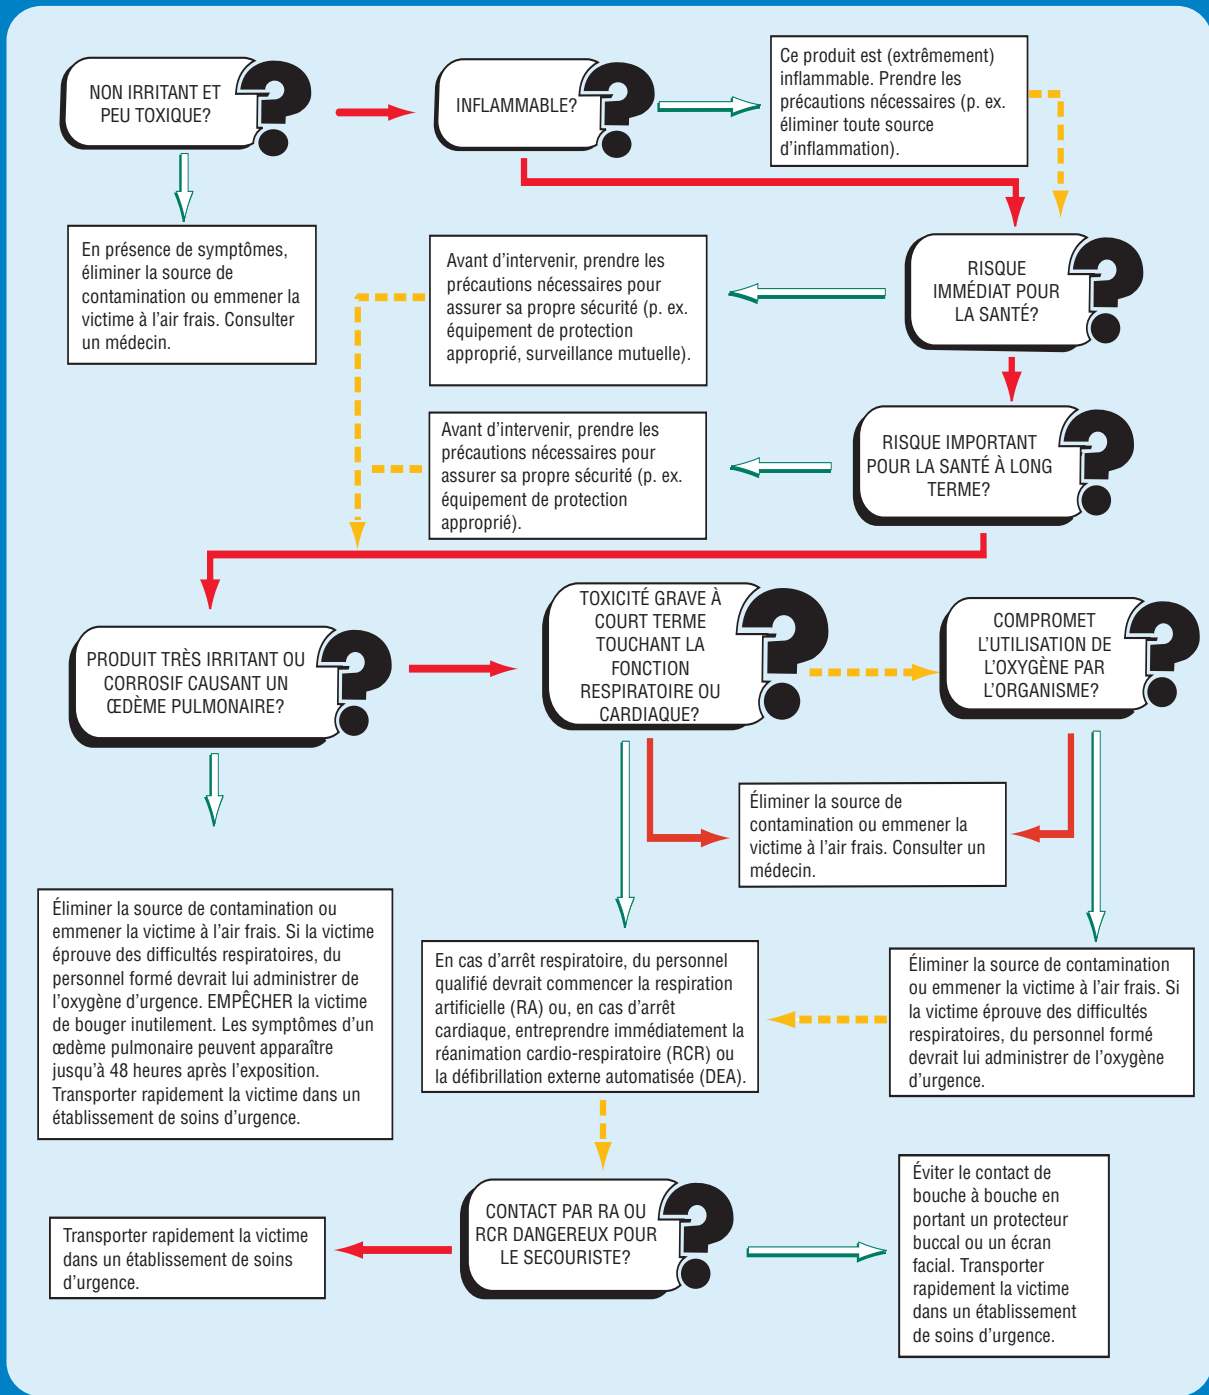 NON IRRITANT ET
PEU TOXIQUE?
INFLAMMABLE?
Ce produit est (extrêmement)
inflammable. Prendre les
précautions nécessaires (p. ex.
éliminer toute source
d’inflammation).
En présence de symptômes,
éliminer la source de
contamination ou emmener la
victime à l’air frais. Consulter
un médecin.
Avant d’intervenir, prendre les
précautions nécessaires pour
assurer sa propre sécurité (p. ex.
équipement de protection
approprié, surveillance mutuelle).
RISQUE
IMMÉDIAT POUR
LA SANTÉ?
Avant d’intervenir, prendre les
précautions nécessaires pour
assurer sa propre sécurité (p. ex.
équipement de protection
approprié).
RISQUE IMPORTANT
POUR LA SANTÉ À LONG
TERME?
PRODUIT TRÈS IRRITANT OU
CORROSIF CAUSANT UN
ŒDÈME PULMONAIRE?
TOXICITÉ GRAVE À
COURT TERME
TOUCHANT LA
FONCTION
RESPIRATOIRE OU
CARDIAQUE?
COMPROMET
L’UTILISATION DE
L’OXYGÈNE PAR
L’ORGANISME?
Éliminer la source de
contamination ou emmener la
victime à l’air frais. Consulter un
médecin.
Éliminer la source de contamination ou
emmener la victime à l’air frais. Si la victime
éprouve des difficultés respiratoires, du
personnel formé devrait lui administrer de
l’oxygène d’urgence. EMPÊCHER la victime
de bouger inutilement. Les symptômes d’un
œdème pulmonaire peuvent apparaître
jusqu’à 48 heures après l’exposition.
Transporter rapidement la victime dans un
établissement de soins d’urgence.
En cas d’arrêt respiratoire, du personnel
qualifié devrait commencer la respiration
artificielle (RA) ou, en cas d’arrêt
cardiaque, entreprendre immédiatement la
réanimation cardio-respiratoire (RCR) ou
la défibrillation externe automatisée (DEA).
Éliminer la source de contamination
ou emmener la victime à l’air frais. Si
la victime éprouve des difficultés
respiratoires, du personnel formé
devrait lui administrer de l’oxygène
d’urgence.
Transporter rapidement la victime
dans un établissement de soins
d’urgence.
CONTACT PAR RA OU
RCR DANGEREUX POUR
LE SECOURISTE?
Éviter le contact de
bouche à bouche en
portant un protecteur
buccal ou un écran
facial. Transporter
rapidement la victime
dans un établissement
de soins d’urgence.